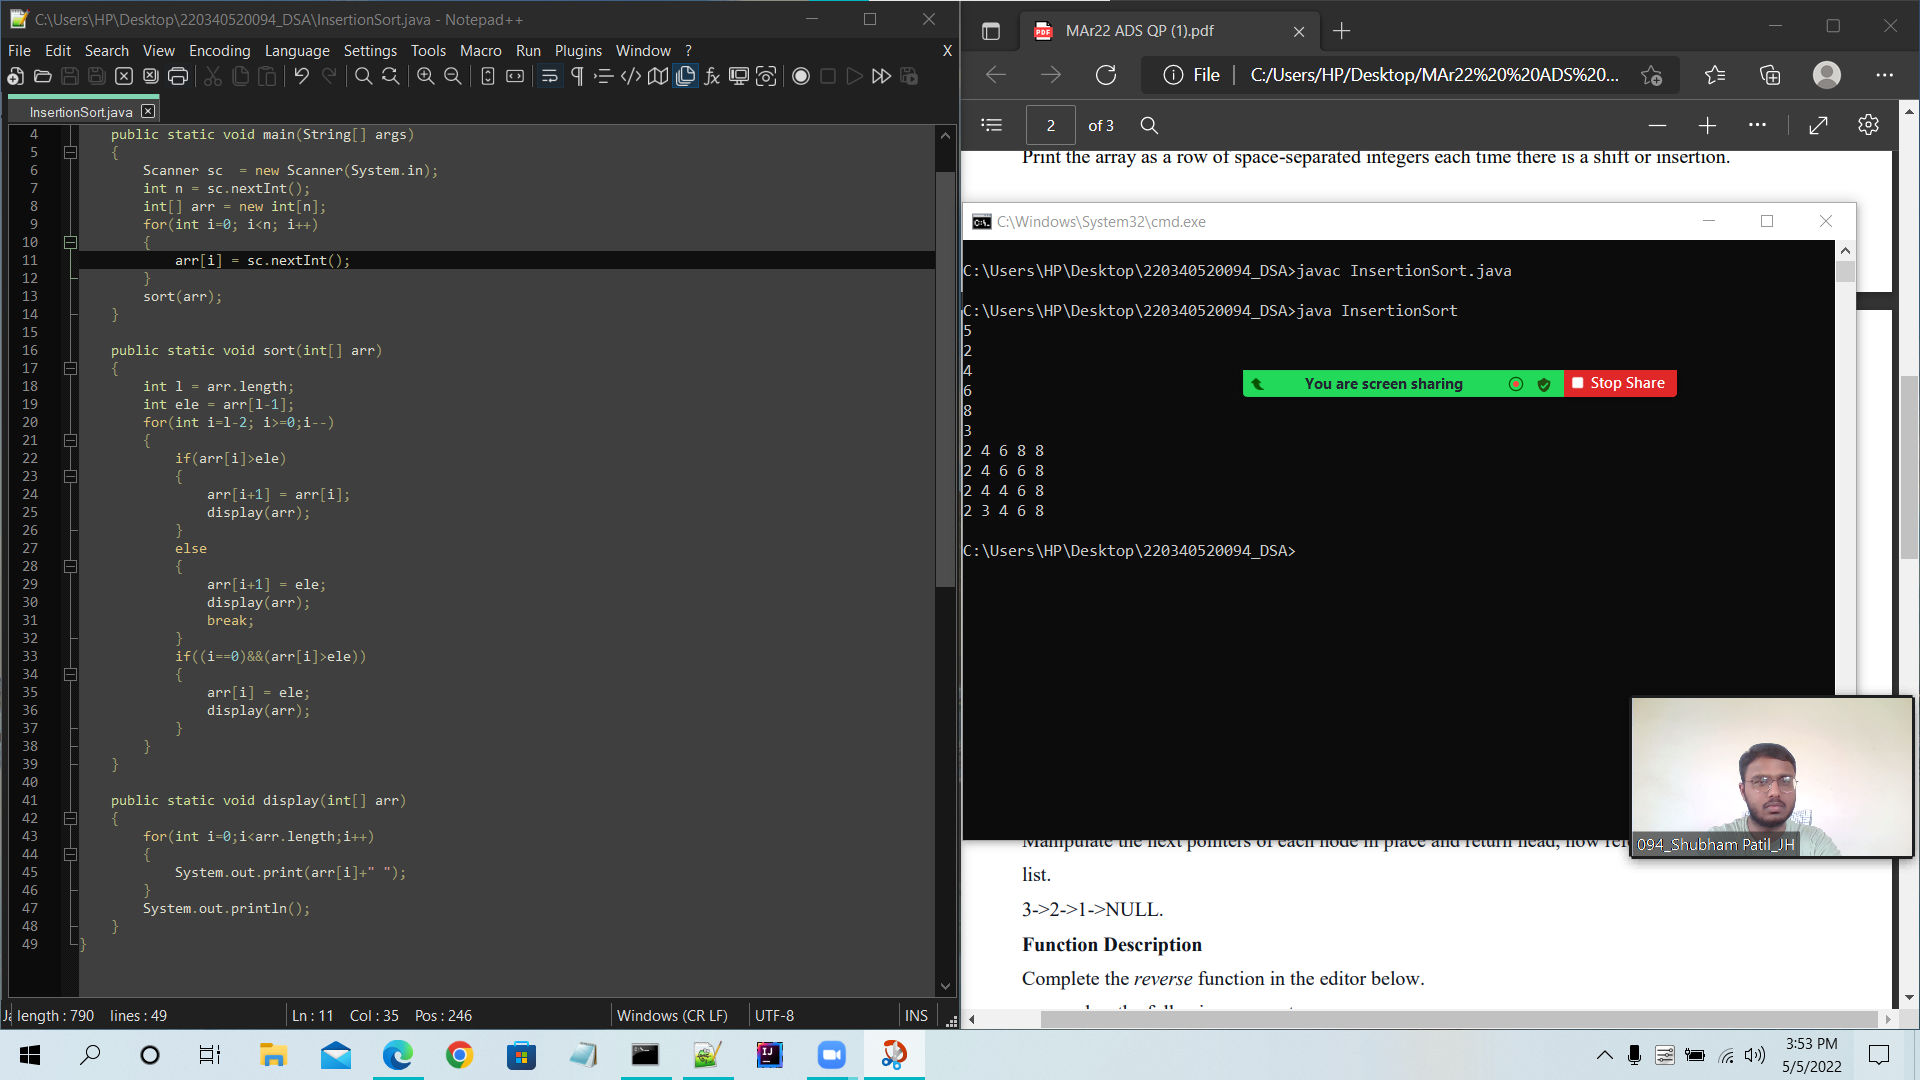 C:\Users\HP\Desktop\220340520094_DSA\InsertionSort.java - Notepad++
File Edit Search View Encoding Language Settings Tools Macro Run Plugins Window ? X
InsertionSort.java
4 public static void main(String[] args)
5 {
6 Scanner sc  = new Scanner(System.in);
7 int n = sc.nextInt();
8 int[] arr = new int[n];
9 for(int i=0; i<n; i++)
10 {
11 arr[i] = sc.nextInt();
12 }
13 sort(arr);
14 }
15
16 public static void sort(int[] arr)
17 {
18 int l = arr.length;
19 int ele = arr[l-1];
20 for(int i=l-2; i>=0;i--)
21 {
22 if(arr[i]>ele)
23 {
24 arr[i+1] = arr[i];
25 display(arr);
26 }
27 else
28 {
29 arr[i+1] = ele;
30 display(arr);
31 break;
32 }
33 if((i==0)&&(arr[i]>ele))
34 {
35 arr[i] = ele;
36 display(arr);
37 }
38 }
39 }
40
41 public static void display(int[] arr)
42 {
43 for(int i=0;i<arr.length;i++)
44 {
45 System.out.print(arr[i]+" ");
46 }
47 System.out.println();
48 }
49 }
length : 790 lines : 49 Ln : 11 Col : 35 Pos : 246 Windows (CR LF) UTF-8 INS
MAr22 ADS QP (1).pdf
File C:/Users/HP/Desktop/MAr22%20%20ADS%20...
2 of 3
Print the array as a row of space-separated integers each time there is a shift or insertion.
C:\Windows\System32\cmd.exe
C:\Users\HP\Desktop\220340520094_DSA>javac InsertionSort.java
C:\Users\HP\Desktop\220340520094_DSA>java InsertionSort
5
2
4
6
8
3
2 4 6 8 8
2 4 6 6 8
2 4 4 6 8
2 3 4 6 8
C:\Users\HP\Desktop\220340520094_DSA>
You are screen sharing Stop Share
094_Shubham Patil_JH
Manipulate the next pointers of each node in place and return head, now
list.
3->2->1->NULL.
Function Description
Complete the reverse function in the editor below.
3:53 PM
5/5/2022